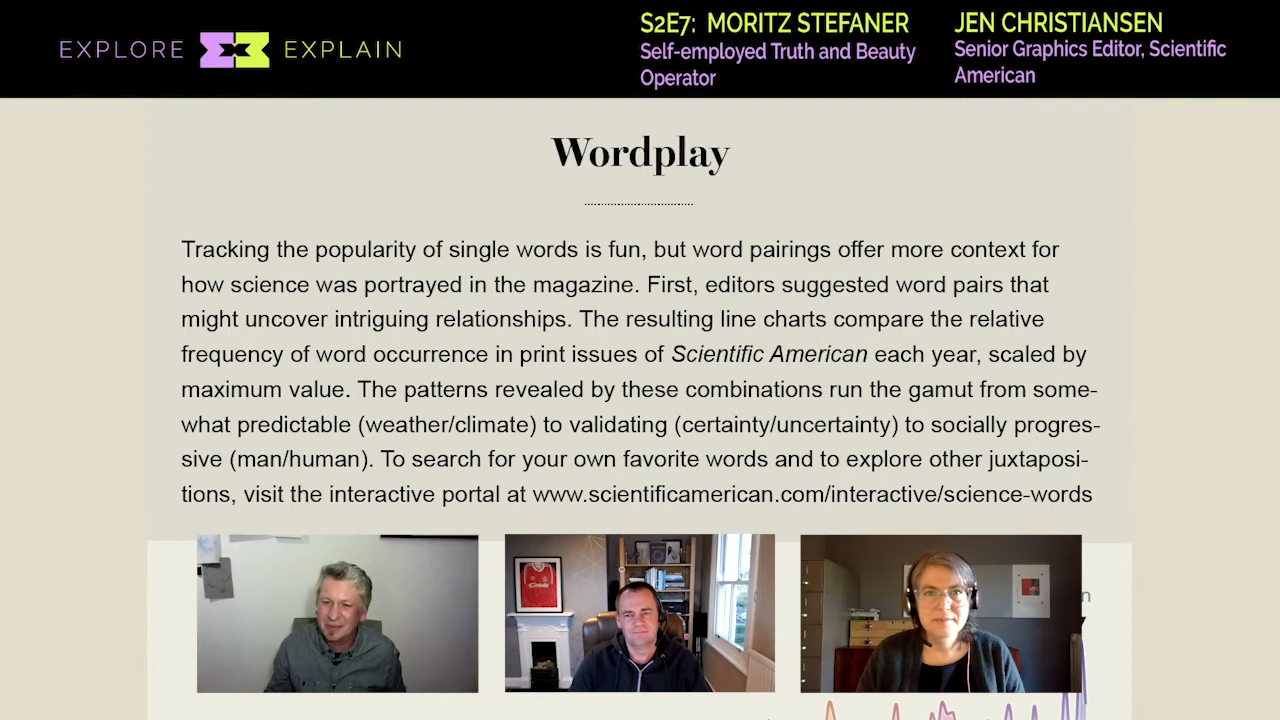 EXPLORE EXPLAIN
S2E7: MORITZ STEFANER
Self-employed Truth and Beauty
Operator
JEN CHRISTIANSEN
Senior Graphics Editor, Scientific
American
Wordplay
Tracking the popularity of single words is fun, but word pairings offer more context for
how science was portrayed in the magazine. First, editors suggested word pairs that
might uncover intriguing relationships. The resulting line charts compare the relative
frequency of word occurrence in print issues of Scientific American each year, scaled by
maximum value. The patterns revealed by these combinations run the gamut from some-
what predictable (weather/climate) to validating (certainty/uncertainty) to socially progres-
sive (man/human). To search for your own favorite words and to explore other juxtaposi-
tions, visit the interactive portal at www.scientificamerican.com/interactive/science-words